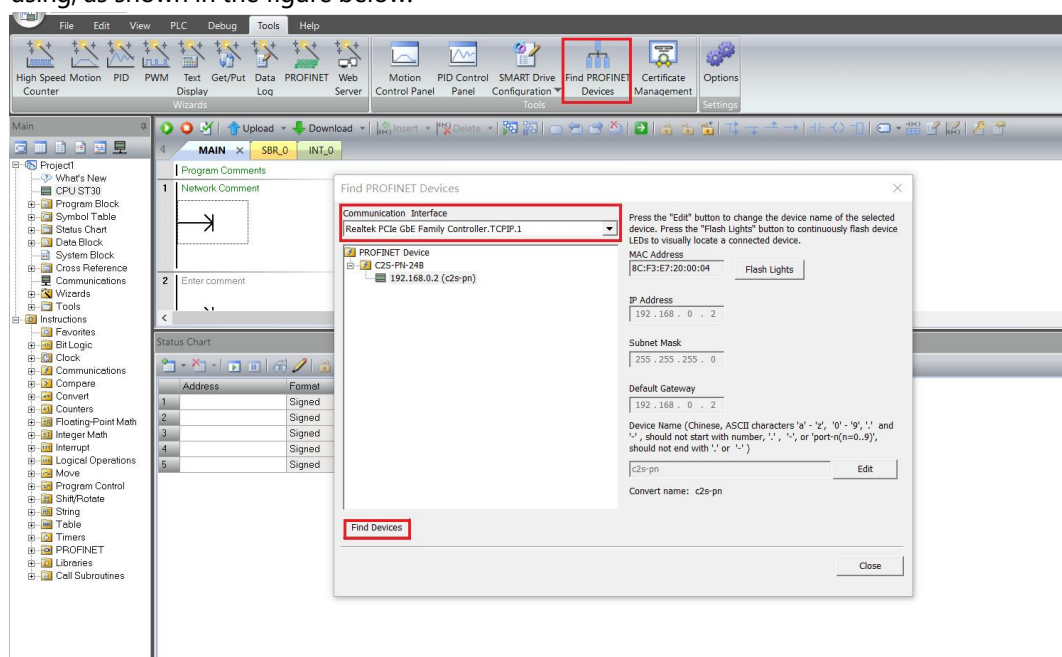 using, as shown in the figure below.
File Edit View PLC Debug Tools Help
High Speed Motion PID PWM Text Get/Put Data PROFINET Web Motion PID Control SMART Drive Find PROFINET Certificate Options
Counter Display Log Server Control Panel Panel Configuration Devices Management
Wizards Tools Settings
Main
Upload Download Insert Delete
MAIN SBR_0 INT_0
Project1
What's New
CPU ST30
Program Block
Symbol Table
Status Chart
Data Block
System Block
Cross Reference
Communications
Wizards
Tools
Instructions
Favorites
Bit Logic
Clock
Communications
Compare
Convert
Counters
Floating-Point Math
Integer Math
Interrupt
Logical Operations
Move
Program Control
Shift/Rotate
String
Table
Timers
PROFINET
Libraries
Call Subroutines
Program Comments
1 Network Comment
2 Enter comment
Status Chart
Address Format
1 Signed
2 Signed
3 Signed
4 Signed
5 Signed
Find PROFINET Devices
Communication Interface
Realtek PCIe GbE Family Controller.TCPIP.1
PROFINET Device
C2S-PN-24B
192.168.0.2 (c2s-pn)
Find Devices
Press the "Edit" button to change the device name of the selected
device. Press the "Flash Lights" button to continuously flash device
LEDs to visually locate a connected device.
MAC Address
8C:F3:E7:20:00:04 Flash Lights
IP Address
192 . 168 . 0 . 2
Subnet Mask
255 . 255 . 255 . 0
Default Gateway
192 . 168 . 0 . 2
Device Name (Chinese, ASCII characters 'a' - 'z', '0' - '9', '.' and
'-' , should not start with number, '.' , '-', or 'port-n(n=0..9)',
should not end with '.' or '-' )
c2s-pn Edit
Convert name: c2s-pn
Close